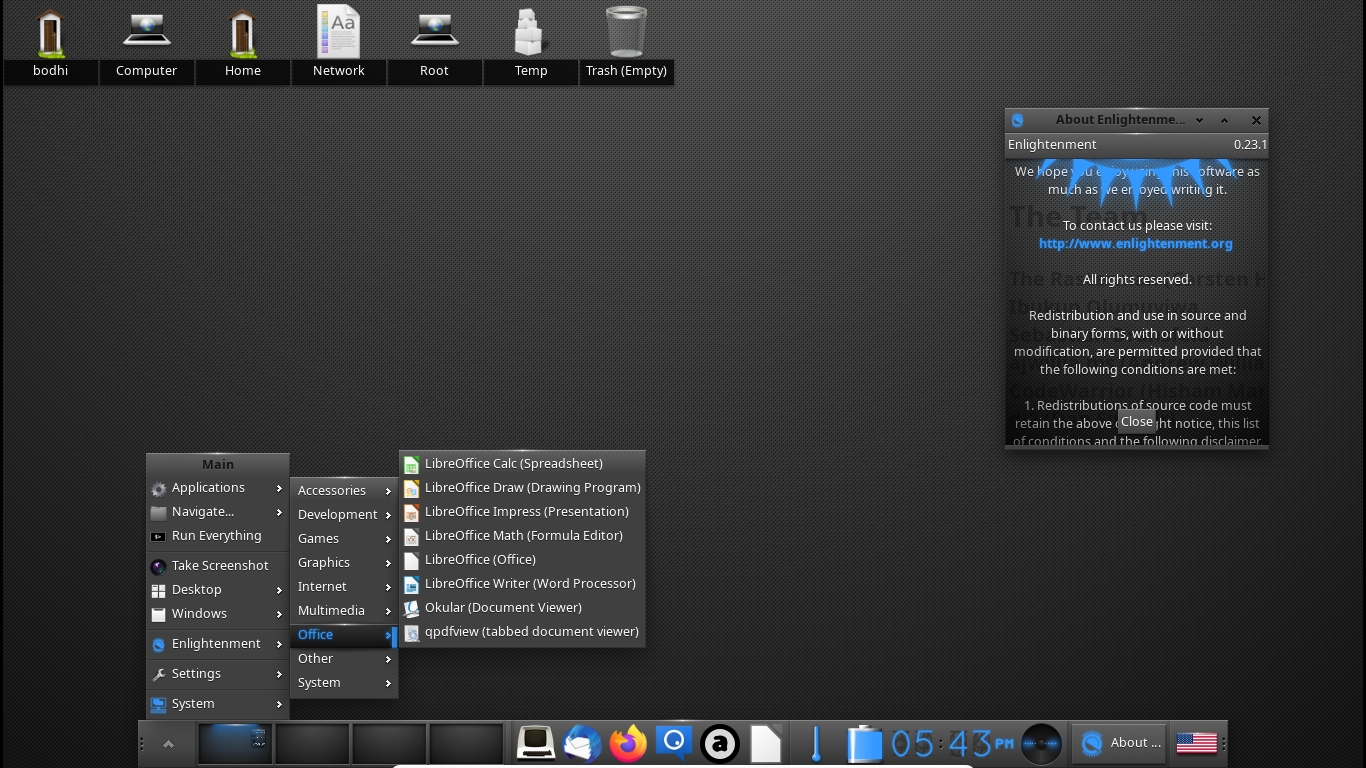 bodhi
Computer
Home
Network
Root
Temp
Trash (Empty)
About Enlightenme...
Enlightenment 0.23.1
We hope you enjoy using this software as
much as we enjoyed writing it.
The Team
To contact us please visit:
http://www.enlightenment.org
All rights reserved.
Redistribution and use in source and
binary forms, with or without
modification, are permitted provided that
the following conditions are met:
1. Redistributions of source code must
retain the above notice, this list
of conditions and the following disclaimer.
Close
Main
Applications
Navigate...
Run Everything
Take Screenshot
Desktop
Windows
Enlightenment
Settings
System
Accessories
Development
Games
Graphics
Internet
Multimedia
Office
Other
System
LibreOffice Calc (Spreadsheet)
LibreOffice Draw (Drawing Program)
LibreOffice Impress (Presentation)
LibreOffice Math (Formula Editor)
LibreOffice (Office)
LibreOffice Writer (Word Processor)
Okular (Document Viewer)
qpdfview (tabbed document viewer)
05:43 PM
About ...